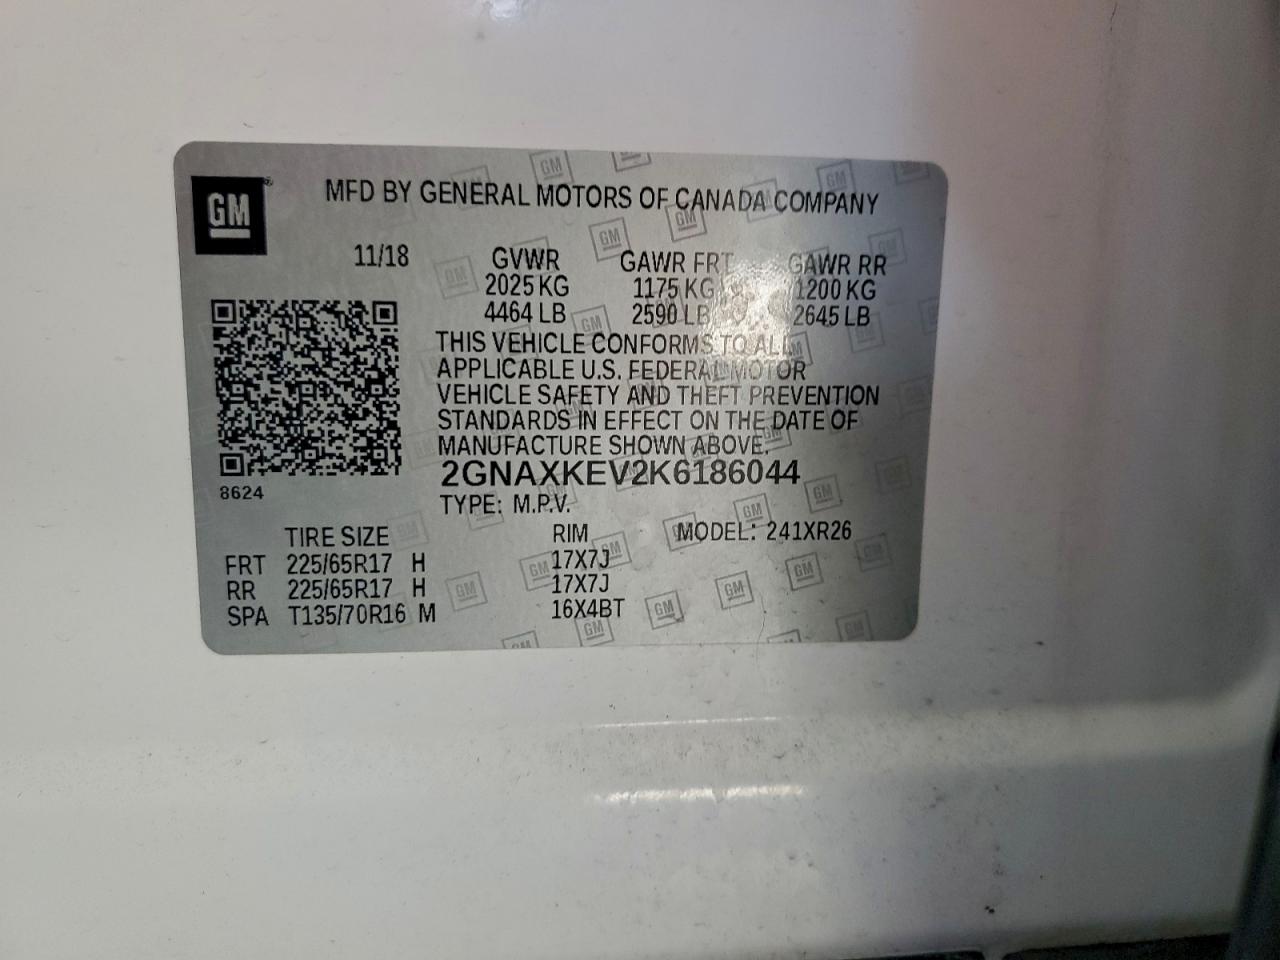 GM
MFD BY GENERAL MOTORS OF CANADA COMPANY
11/18 GVWR GAWR FRT GAWR RR
2025 KG 1175 KG 1200 KG
4464 LB 2590 LB 2645 LB
THIS VEHICLE CONFORMS TO ALL
APPLICABLE U.S. FEDERAL MOTOR
VEHICLE SAFETY AND THEFT PREVENTION
STANDARDS IN EFFECT ON THE DATE OF
MANUFACTURE SHOWN ABOVE.
2GNAXKEV2K6186044
8624
TYPE: M.P.V.
TIRE SIZE RIM MODEL: 241XR26
FRT 225/65R17 H 17X7J
RR 225/65R17 H 17X7J
SPA T135/70R16 M 16X4BT